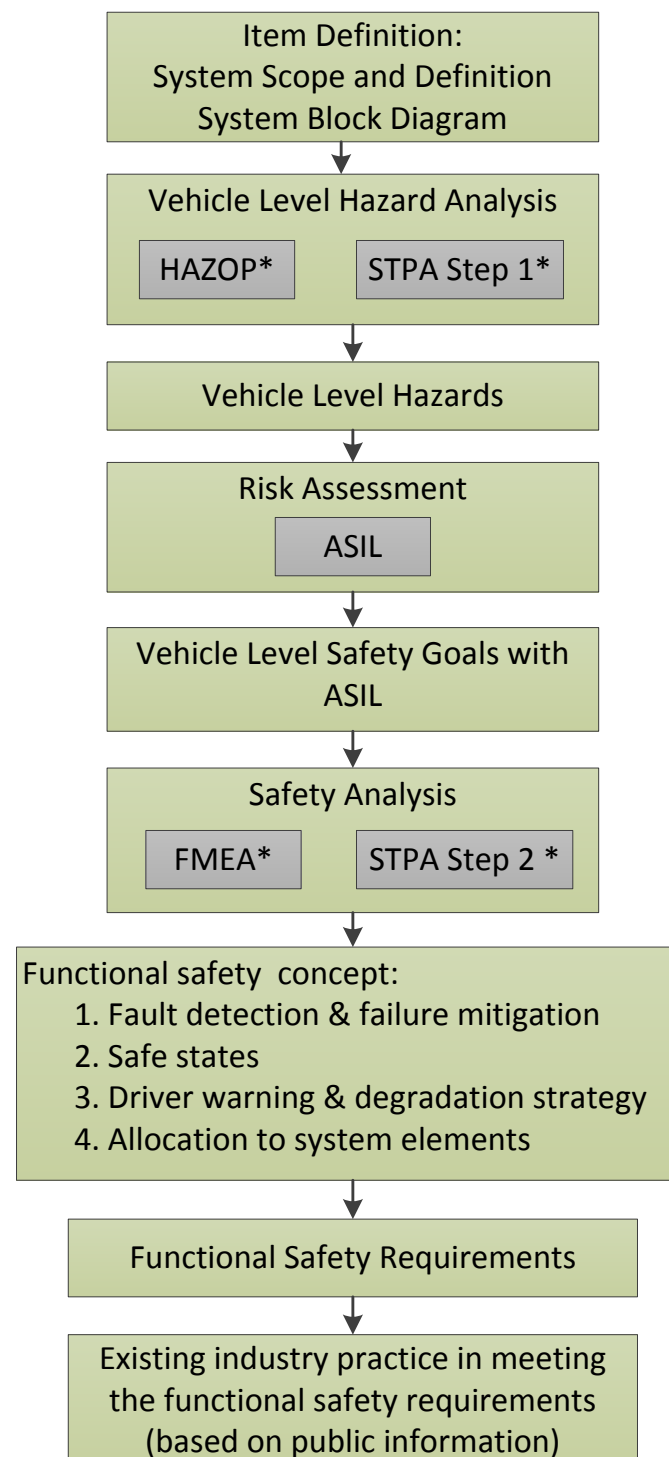 Item Definition:
System Scope and Definition
System Block Diagram
Vehicle Level Hazard Analysis
HAZOP*
STPA Step 1*
Vehicle Level Hazards
Risk Assessment
ASIL
Vehicle Level Safety Goals with
ASIL
Safety Analysis
FMEA*
STPA Step 2 *
Functional safety  concept:
1. Fault detection & failure mitigation
2. Safe states
3. Driver warning & degradation strategy
4. Allocation to system elements
Functional Safety Requirements
Existing industry practice in meeting
the functional safety requirements
(based on public information)